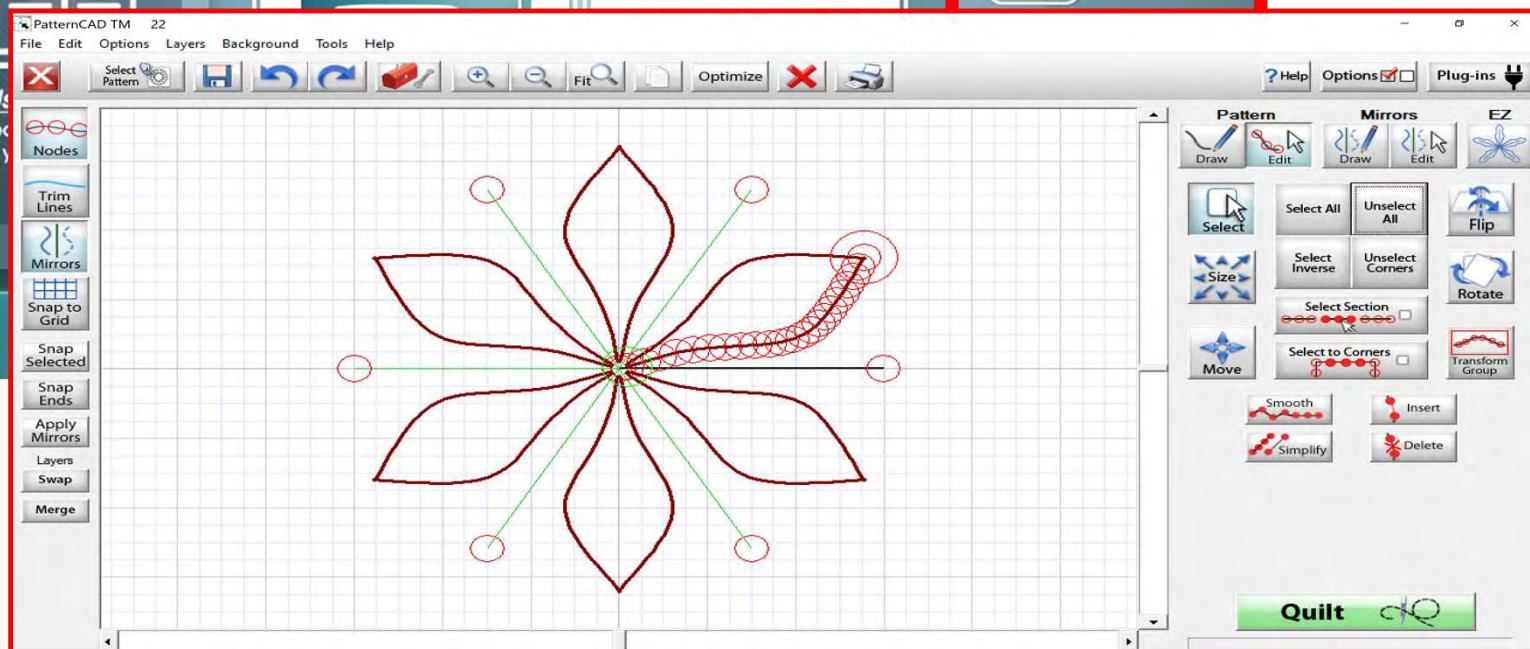 PatternCAD TM 22
File Edit Options Layers Background Tools Help
Select
Pattern
Fit
Optimize
? Help
Options
Plug-ins
Nodes
Trim
Lines
Mirrors
Snap to
Grid
Snap
Selected
Snap
Ends
Apply
Mirrors
Layers
Swap
Merge
Pattern
Mirrors
EZ
Draw
Edit
Draw
Edit
Select
Select All
Unselect
All
Flip
Size
Select
Inverse
Unselect
Corners
Rotate
Select Section
Move
Select to Corners
Transform
Group
Smooth
Insert
Simplify
Delete
Quilt